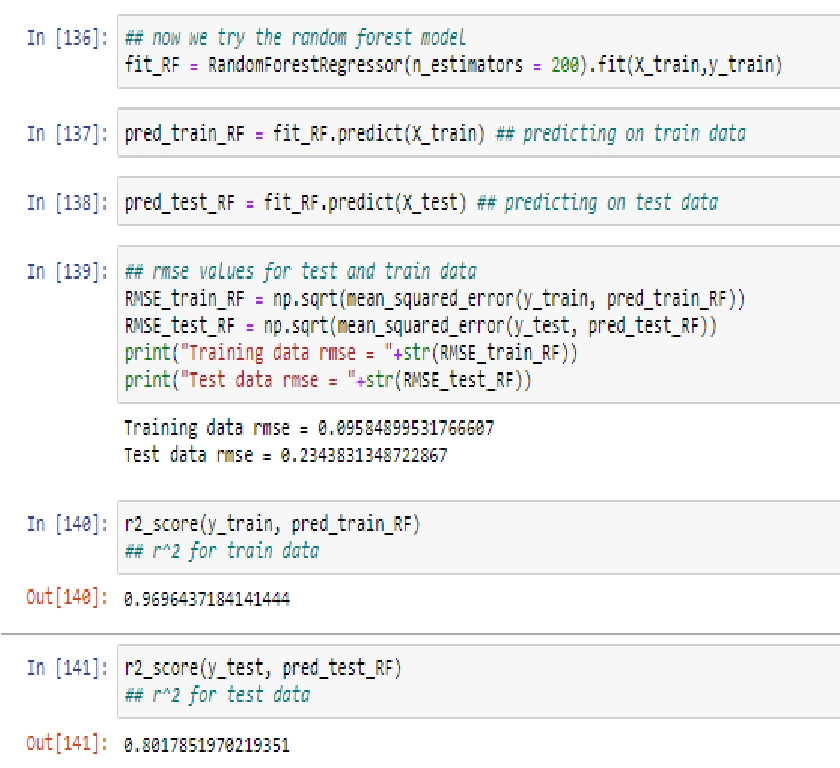 In [136]: ## now we try the random forest model
fit_RF = RandomForestRegressor(n_estimators = 200).fit(X_train,y_train)
In [137]: pred_train_RF = fit_RF.predict(X_train) ## predicting on train data
In [138]: pred_test_RF = fit_RF.predict(X_test) ## predicting on test data
In [139]: ## rmse values for test and train data
RMSE_train_RF = np.sqrt(mean_squared_error(y_train, pred_train_RF))
RMSE_test_RF = np.sqrt(mean_squared_error(y_test, pred_test_RF))
print("Training data rmse = "+str(RMSE_train_RF))
print("Test data rmse = "+str(RMSE_test_RF))
Training data rmse = 0.09584899531766607
Test data rmse = 0.2343831348722867
In [140]: r2_score(y_train, pred_train_RF)
## r^2 for train data
Out[140]: 0.9696437184141444
In [141]: r2_score(y_test, pred_test_RF)
## r^2 for test data
Out[141]: 0.8017851970219351